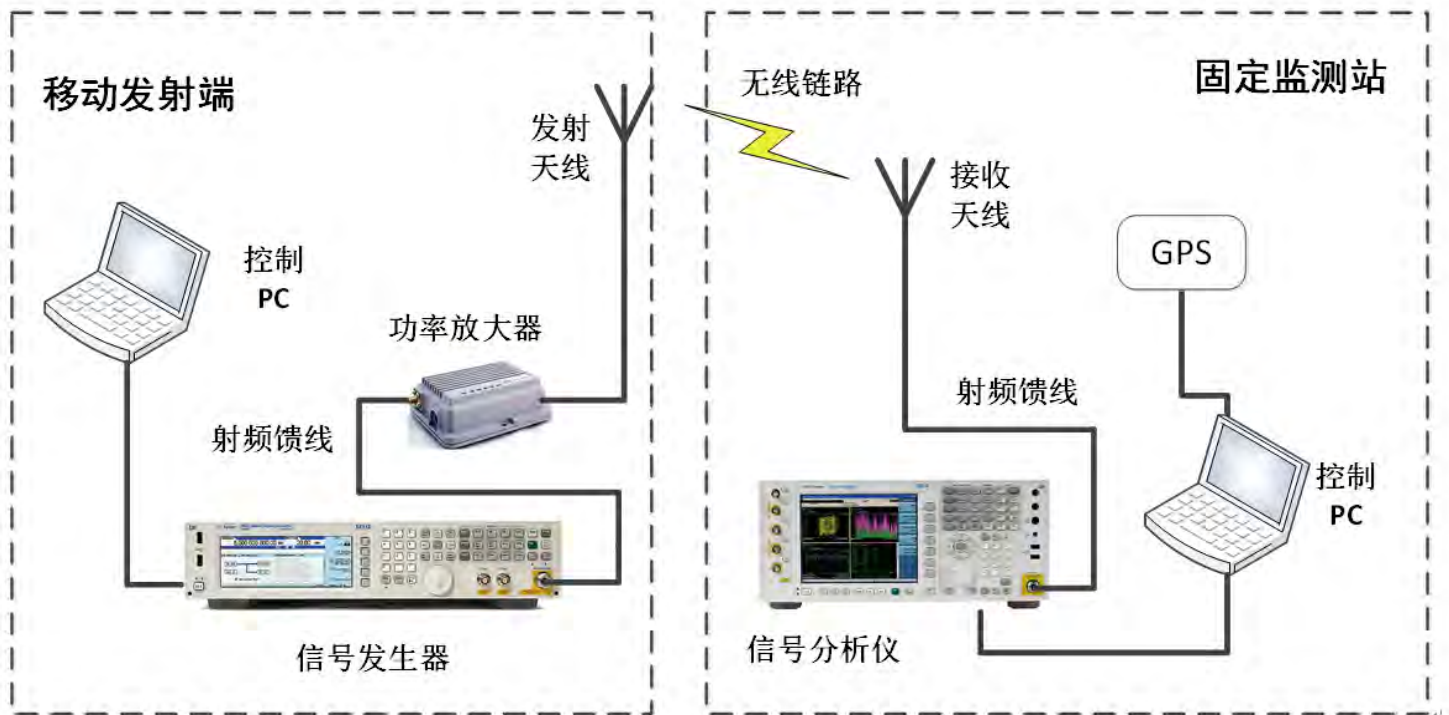 移动发射端
发射
天线
控制
PC
功率放大器
射频馈线
信号发生器
无线链路
固定监测站
接收
天线
GPS
射频馈线
控制
PC
信号分析仪